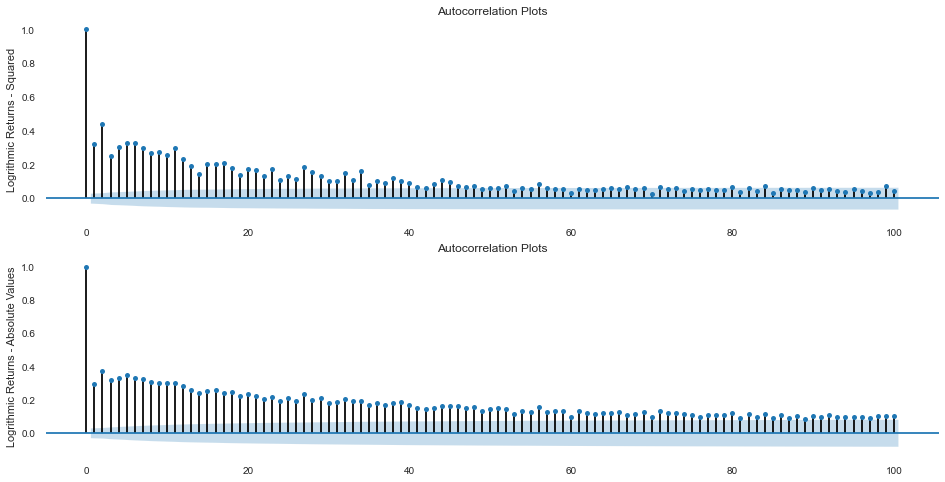 Autocorrelation Plots
Logrithmic Returns - Squared
1.0
0.8
0.6
0.4
0.2
0.0
0 20 40 60 80 100
Autocorrelation Plots
Logrithmic Returns - Absolute Values
1.0
0.8
0.6
0.4
0.2
0.0
0 20 40 60 80 100